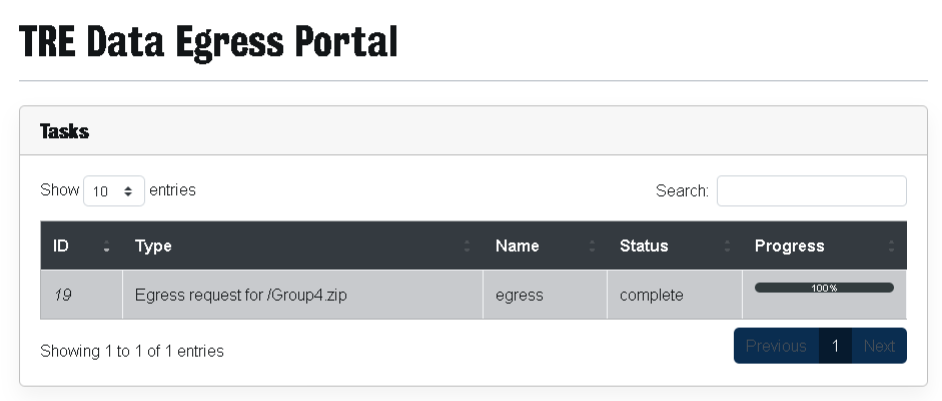 TRE Data Egress Portal
Tasks
Show 10 entries Search:
ID Type Name Status Progress
19 Egress request for /Group4.zip egress complete 100%
Showing 1 to 1 of 1 entries Previous 1 Next